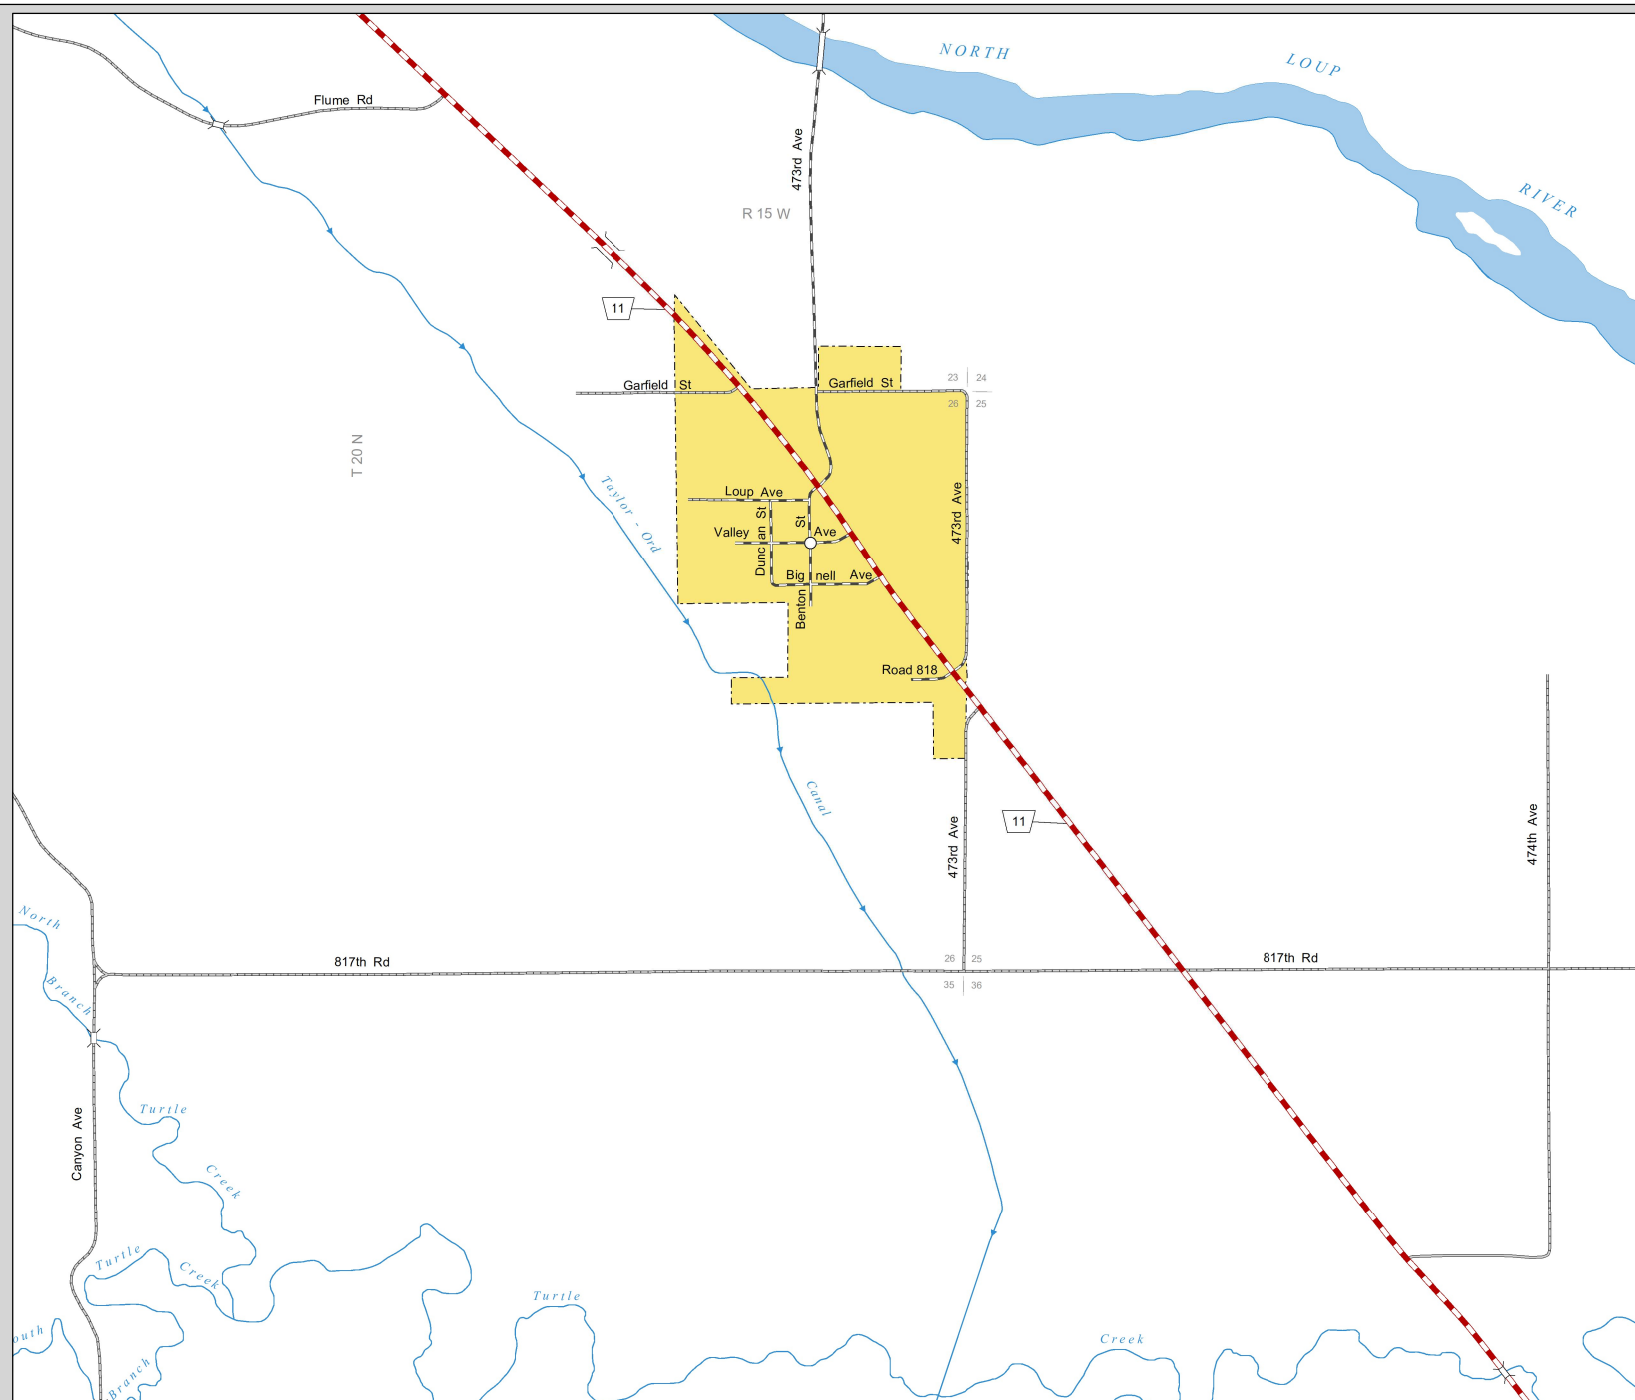 NORTH
LOUP
RIVER
Flume Rd
473rd Ave
R 15 W
11
Garfield St
Garfield St
23 24
26 25
T 20 N
Taylor - Ord
Canal
Loup Ave
Duncan St
Benton St
Valley Ave
Bignell Ave
473rd Ave
Road 818
11
473rd Ave
474th Ave
North
Branch
Turtle
Creek
817th Rd
26 25
35 36
817th Rd
Canyon Ave
Turtle
Creek
Turtle
Creek
outh
Branch